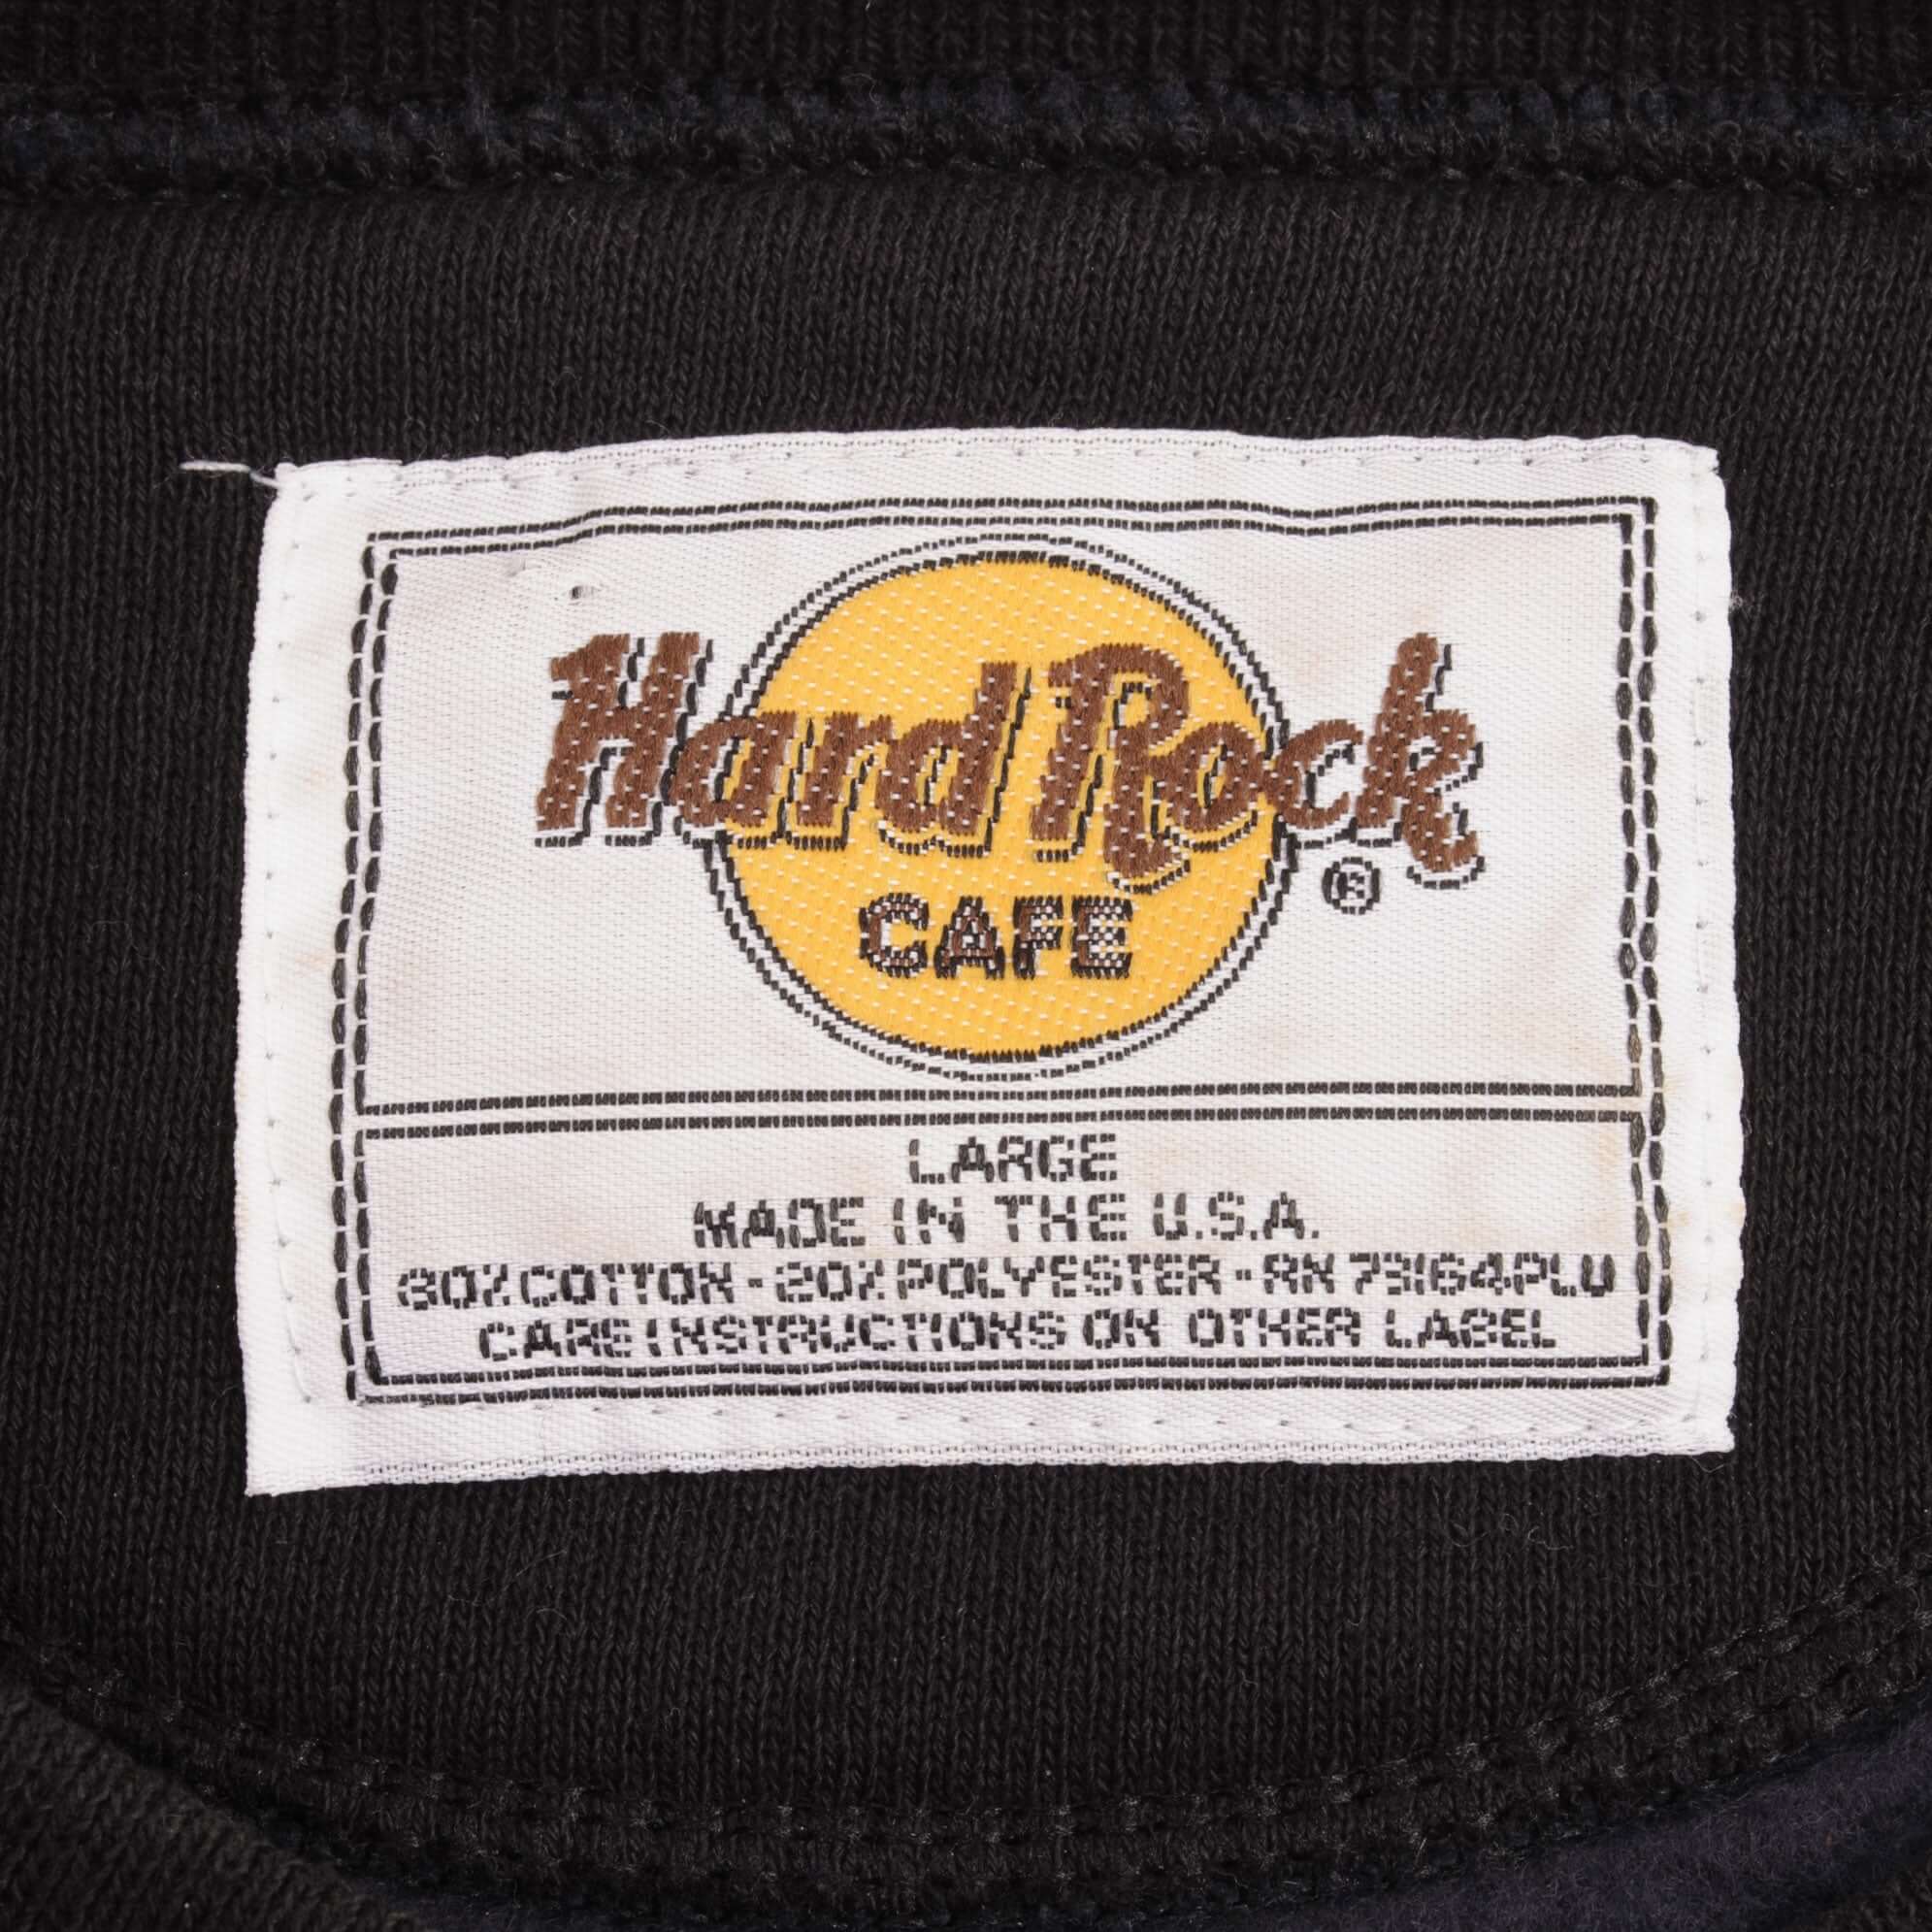 Hard Rock
CAFE
®
LARGE
MADE IN THE U.S.A.
80% COTTON - 20% POLYESTER - RN 73164PLU
CARE INSTRUCTIONS ON OTHER LABEL